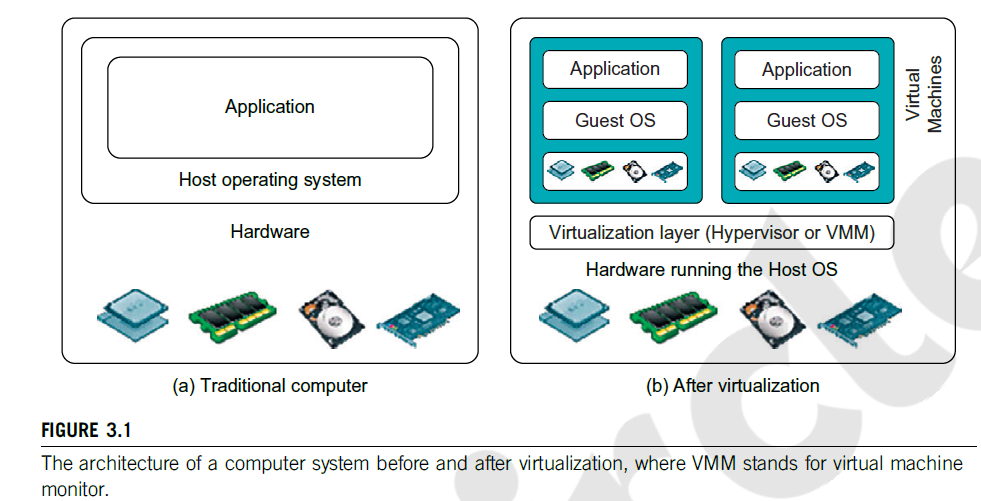 Application
Host operating system
Hardware
(a) Traditional computer
Application
Guest OS
Application
Guest OS
Virtual
Machines
Virtualization layer (Hypervisor or VMM)
Hardware running the Host OS
(b) After virtualization
FIGURE 3.1
The architecture of a computer system before and after virtualization, where VMM stands for virtual machine
monitor.